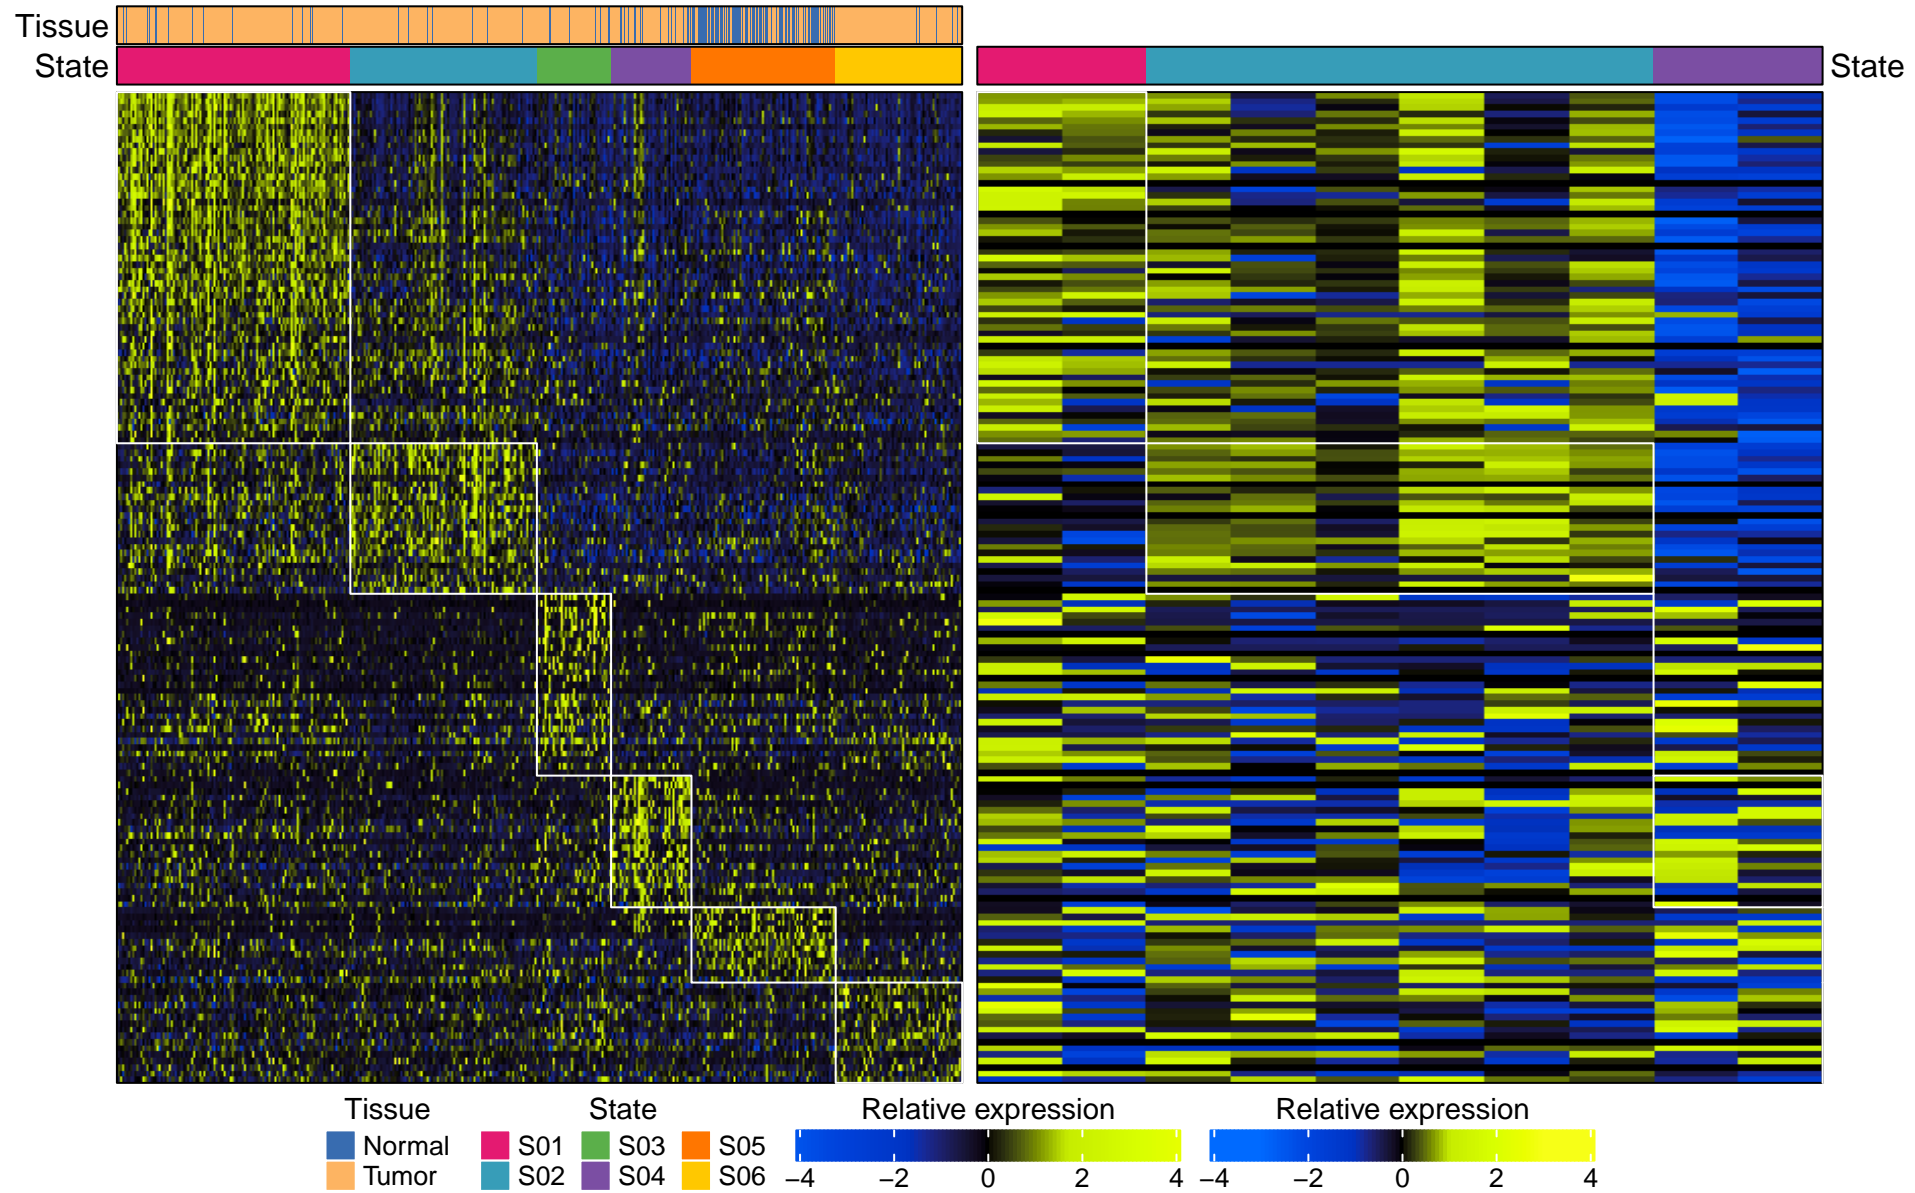 Tissue
State
State
Tissue
State
Relative expression
Relative expression
Normal
S01
S03
S05
Tumor
S02
S04
S06
−4 −2 0 2 4
−4 −2 0 2 4